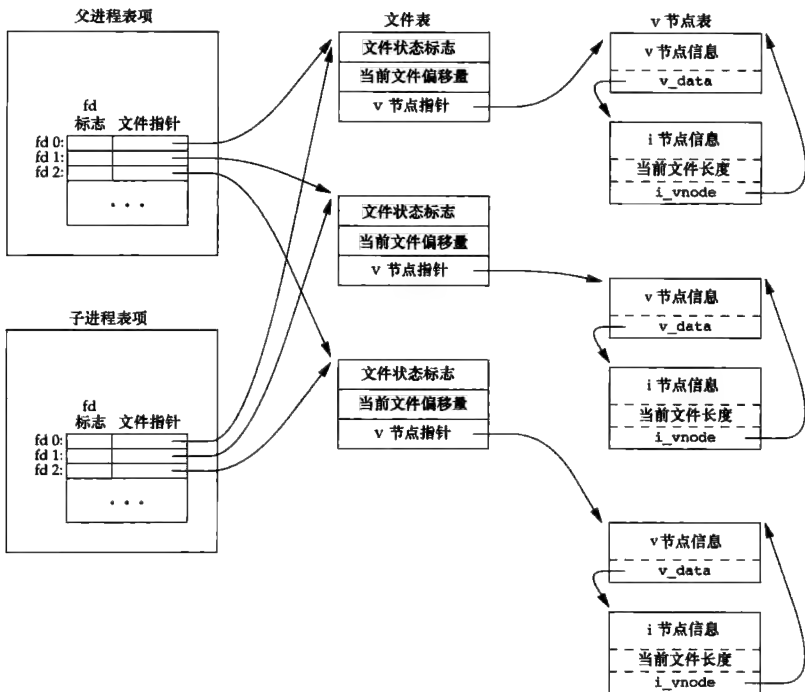 父进程表项
fd
标志 文件指针
fd 0:
fd 1:
fd 2:
...
子进程表项
fd
标志 文件指针
fd 0:
fd 1:
fd 2:
...
文件表
文件状态标志
当前文件偏移量
v 节点指针
文件状态标志
当前文件偏移量
v 节点指针
文件状态标志
当前文件偏移量
v 节点指针
v 节点表
v 节点信息
v_data
i 节点信息
当前文件长度
i_vnode
v 节点信息
v_data
i 节点信息
当前文件长度
i_vnode
v 节点信息
v_data
i 节点信息
当前文件长度
i_vnode